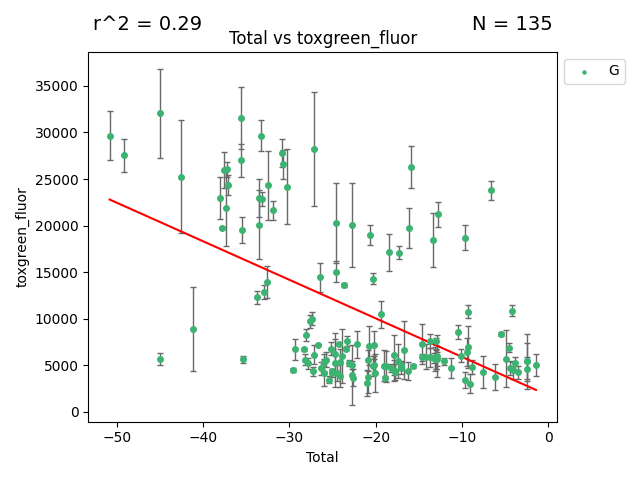 r^2 = 0.29
N = 135
Total vs toxgreen_fluor
G
toxgreen_fluor
35000
30000
25000
20000
15000
10000
5000
0
−50
−40
−30
−20
−10
0
Total